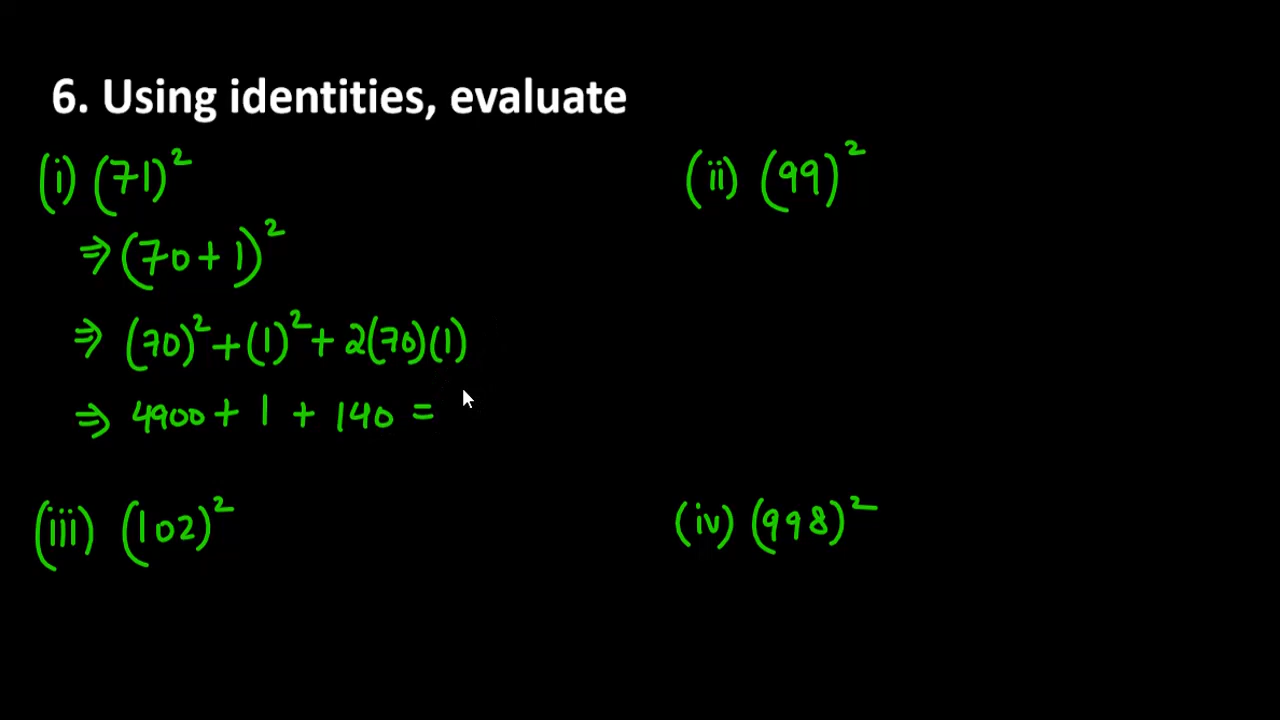 6. Using identities, evaluate
(i) (71)²
⇒ (70+1)²
⇒ (70)² + (1)² + 2(70)(1)
⇒ 4900 + 1 + 140 =
(ii) (99)²
(iii) (102)²
(iv) (998)²